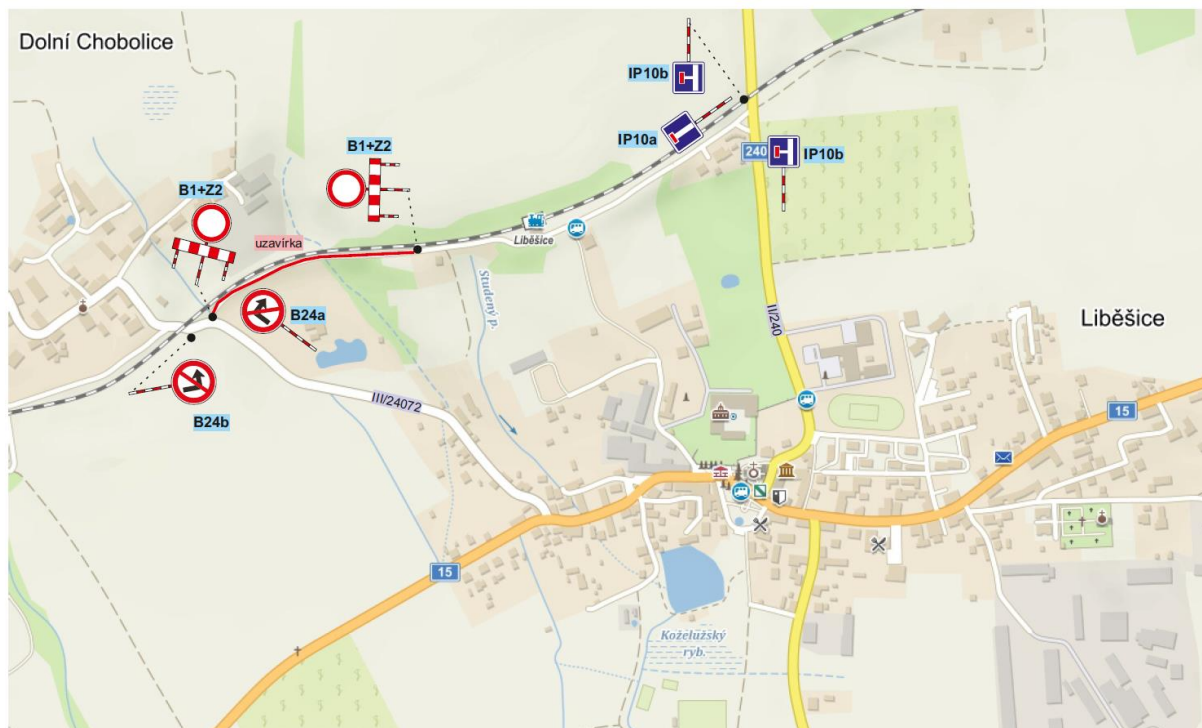 Dolní Chobolice
IP10b
IP10a
240
IP10b
B1+Z2
B1+Z2
uzavírka
Liběšice
B24a
B24b
Studený p.
II/240
Liběšice
III/24072
15
15
Koželužský
ryb.